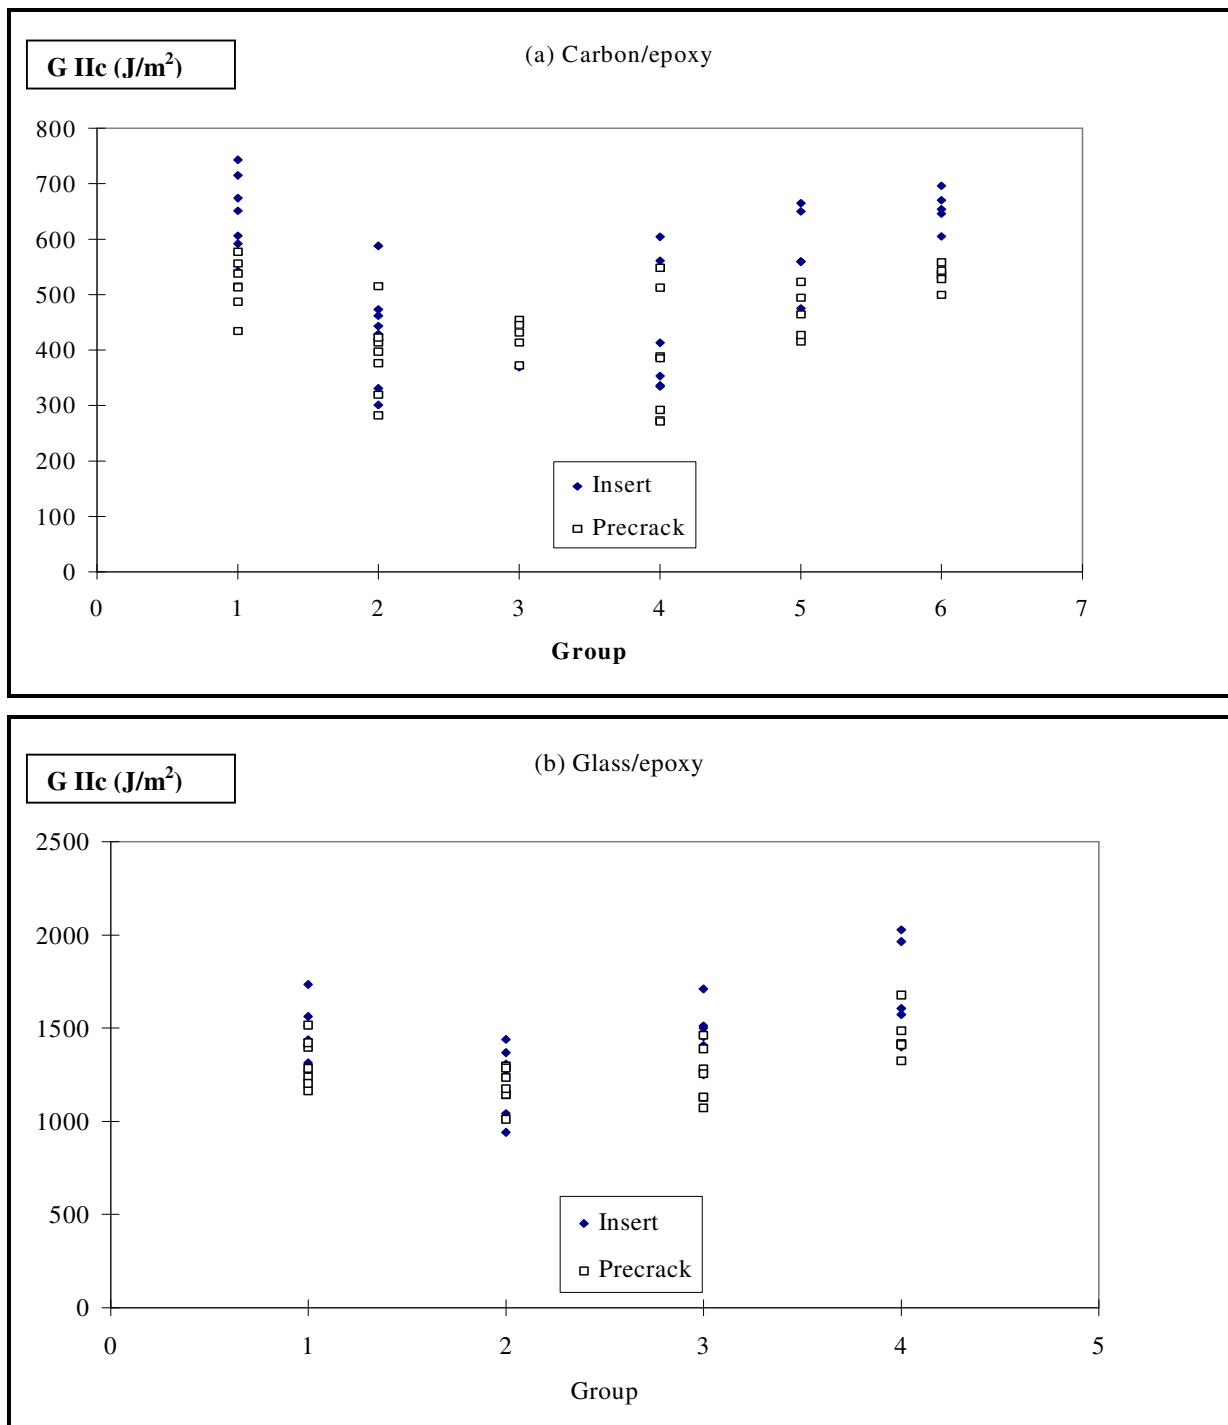 (a) Carbon/epoxy
G IIc (J/m²)
800
700
600
500
400
300
200
100
0
Insert
Precrack
0 1 2 3 4 5 6 7
Group
(b) Glass/epoxy
G IIc (J/m²)
2500
2000
1500
1000
500
0
Insert
Precrack
0 1 2 3 4 5
Group